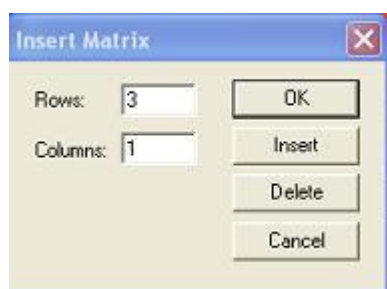 Insert Matrix
Rows: 3
OK
Columns: 1
Insert
Delete
Cancel